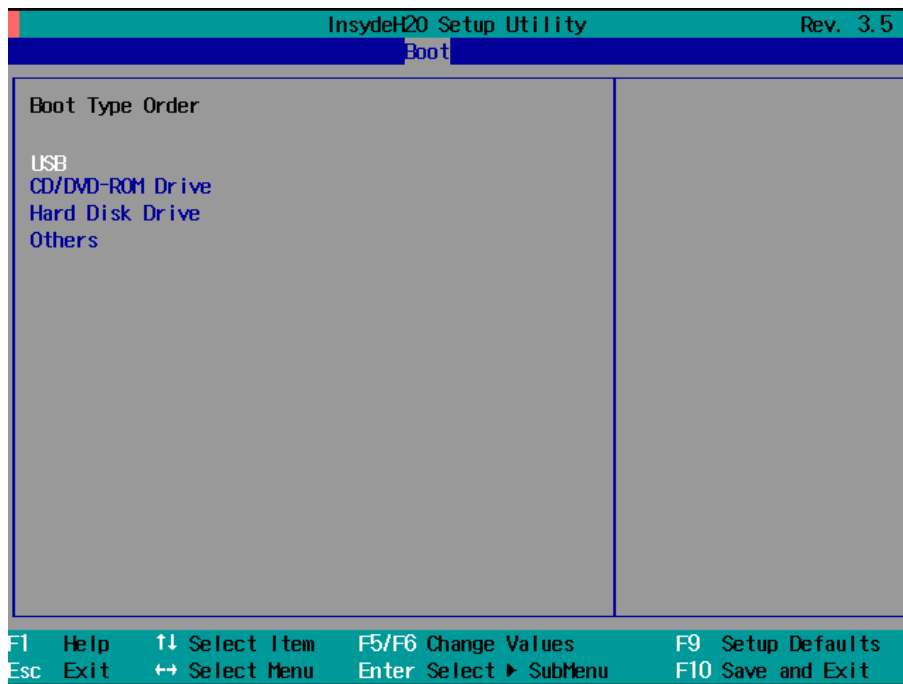 InsydeH2O Setup Utility Rev. 3.5
Boot
Boot Type Order
USB
CD/DVD-ROM Drive
Hard Disk Drive
Others
F1 Help ↑↓ Select Item F5/F6 Change Values F9 Setup Defaults
Esc Exit ↔ Select Menu Enter Select ▶ SubMenu F10 Save and Exit